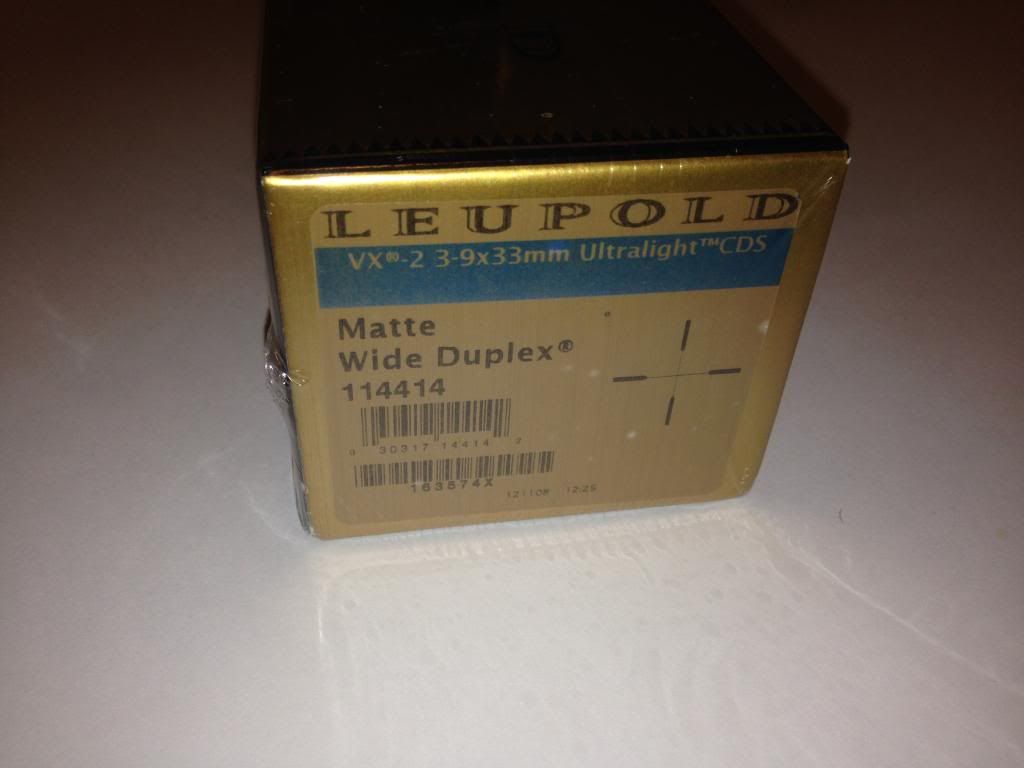 LEUPOLD
VX®-2 3-9x33mm Ultralight™CDS
Matte
Wide Duplex®
114414
0 30317 14414 2
163574X
121108 12:25